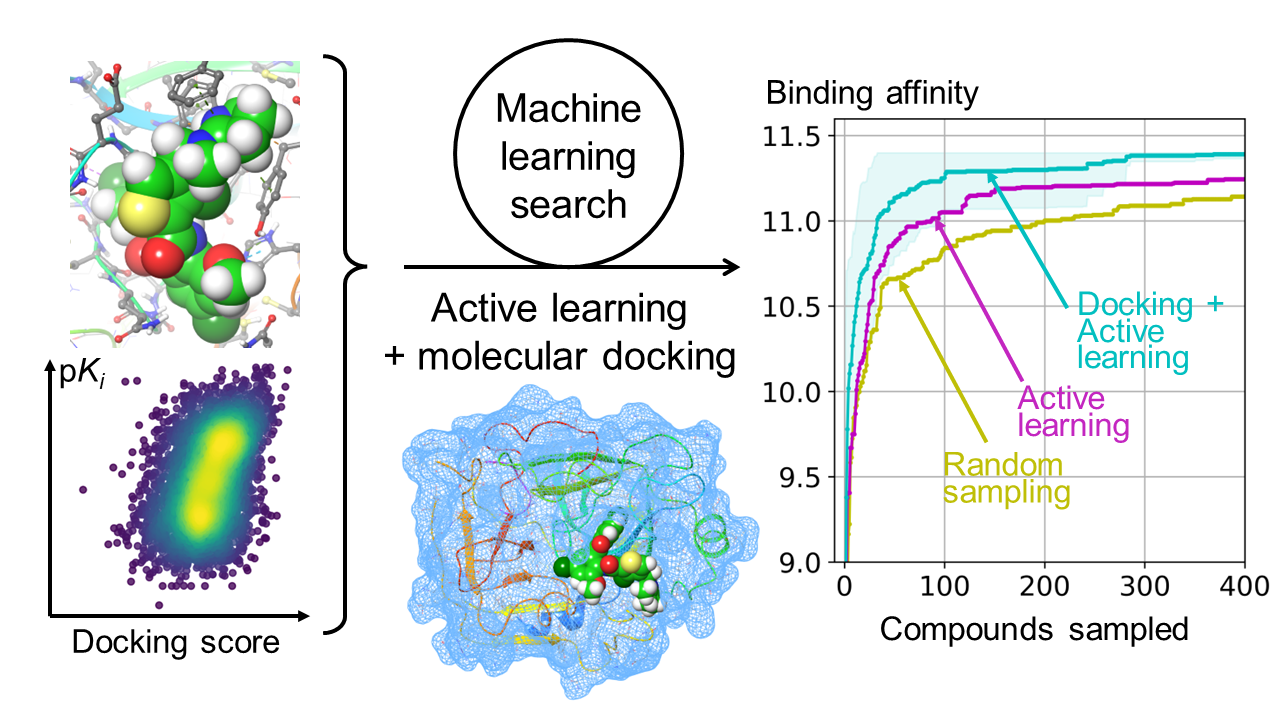 pKi
Docking score
Machine
learning
search
Active learning
+ molecular docking
Binding affinity
11.5
11.0
10.5
10.0
9.5
9.0
Docking +
Active
learning
Active
learning
Random
sampling
0
100
200
300
400
Compounds sampled